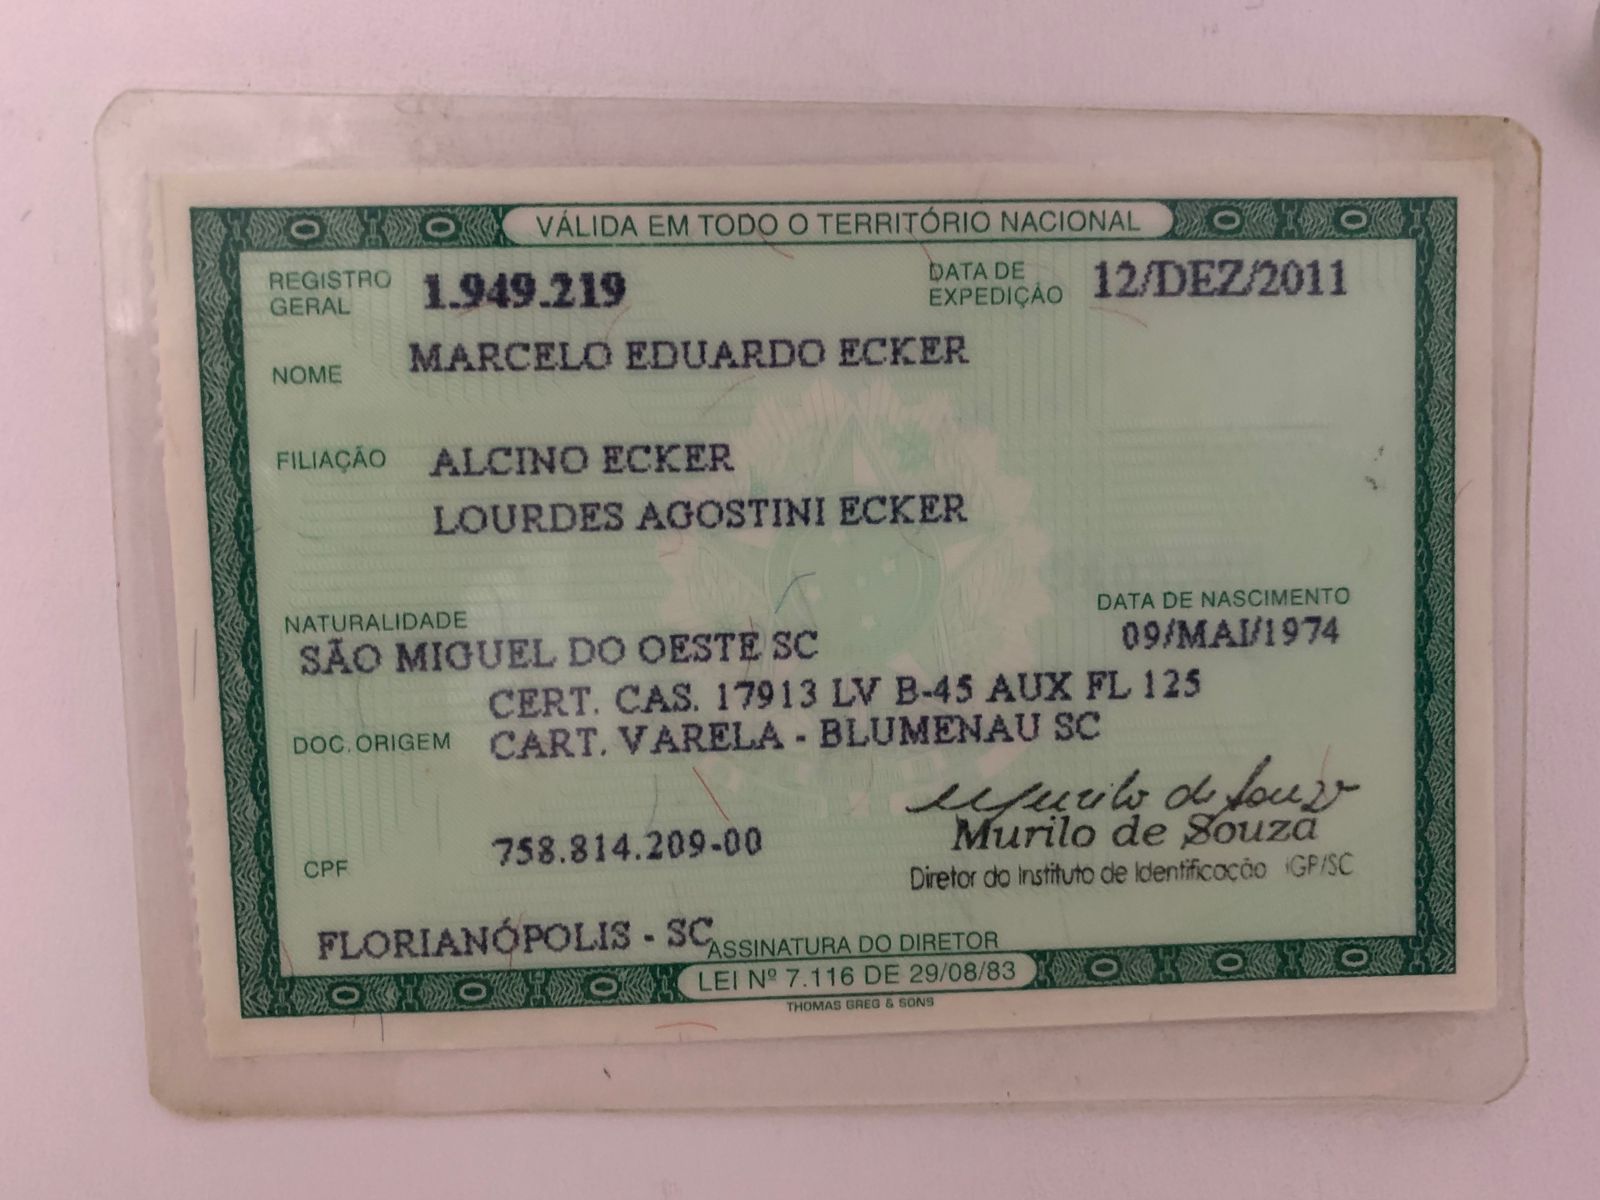 VÁLIDA EM TODO O TERRITÓRIO NACIONAL
REGISTRO GERAL 1.949.219 DATA DE EXPEDIÇÃO 12/DEZ/2011
NOME MARCELO EDUARDO ECKER
FILIAÇÃO ALCINO ECKER
LOURDES AGOSTINI ECKER
NATURALIDADE DATA DE NASCIMENTO
SÃO MIGUEL DO OESTE SC 09/MAI/1974
CERT. CAS. 17913 LV B-45 AUX FL 125
DOC. ORIGEM CART. VARELA - BLUMENAU SC
Murilo de Souza
CPF 758.814.209-00 Murilo de Souza
Diretor do Instituto de Identificação IGP/SC
FLORIANÓPOLIS - SC ASSINATURA DO DIRETOR
LEI Nº 7.116 DE 29/08/83
THOMAS GREG & SONS